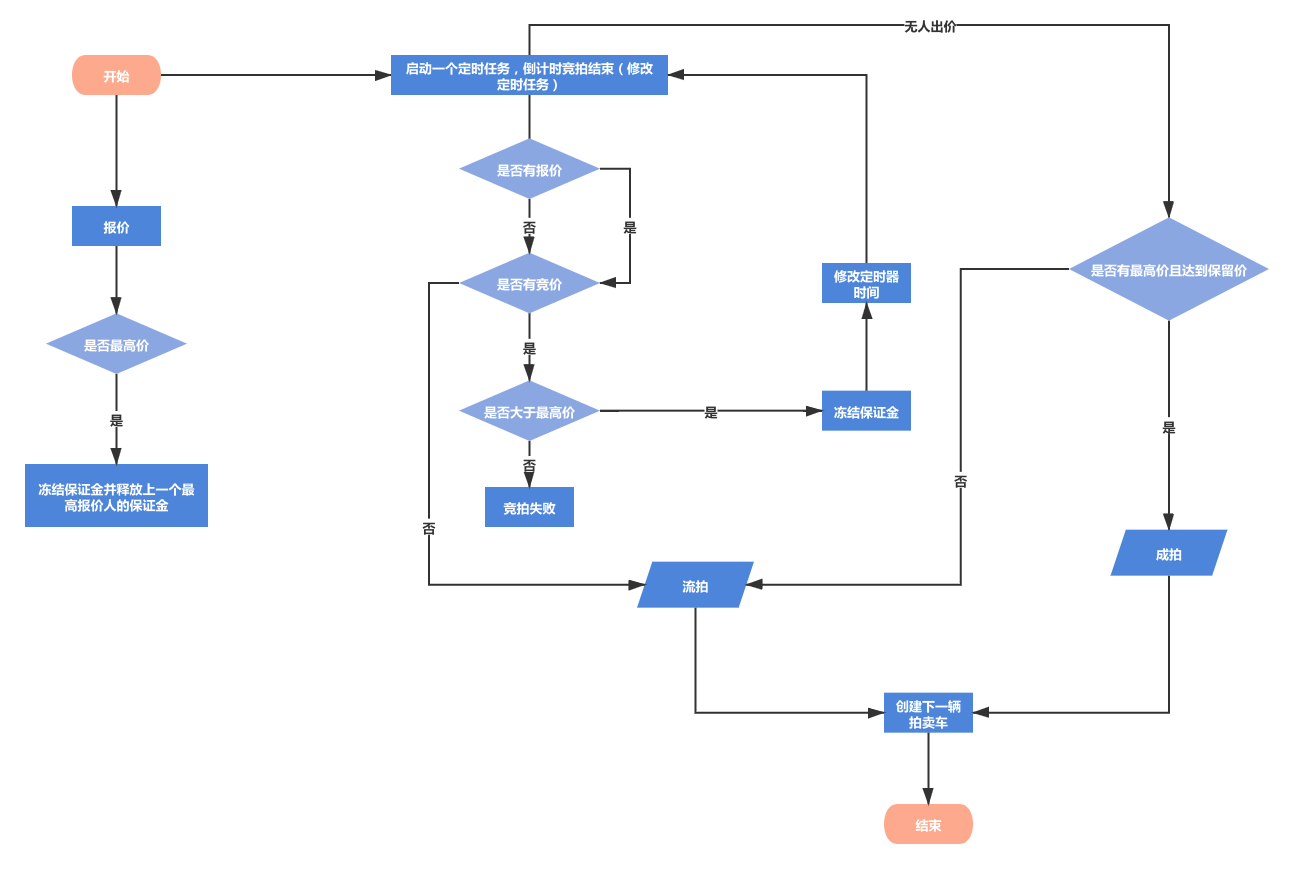 无人出价
开始
启动一个定时任务，倒计时竞拍结束（修改
定时任务）
是否有报价
报价
否
是
是否有最高价且达到保留价
是否有竞价
修改定时器
时间
是否最高价
是
是否大于最高价
是
冻结保证金
是
是
否
否
冻结保证金并释放上一个最
高报价人的保证金
竞拍失败
否
成拍
流拍
创建下一辆
拍卖车
结束